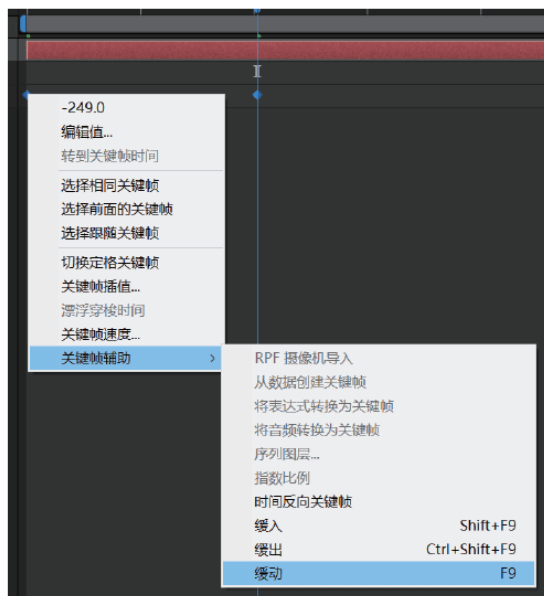 -249.0
编辑值...
转到关键帧时间
选择相同关键帧
选择前面的关键帧
选择跟随关键帧
切换定格关键帧
关键帧插值...
漂浮穿梭时间
关键帧速度...
关键帧辅助 >
RPF 摄像机导入
从数据创建关键帧
将表达式转换为关键帧
将音频转换为关键帧
序列图层...
指数比例
时间反向关键帧
缓入 Shift+F9
缓出 Ctrl+Shift+F9
缓动 F9